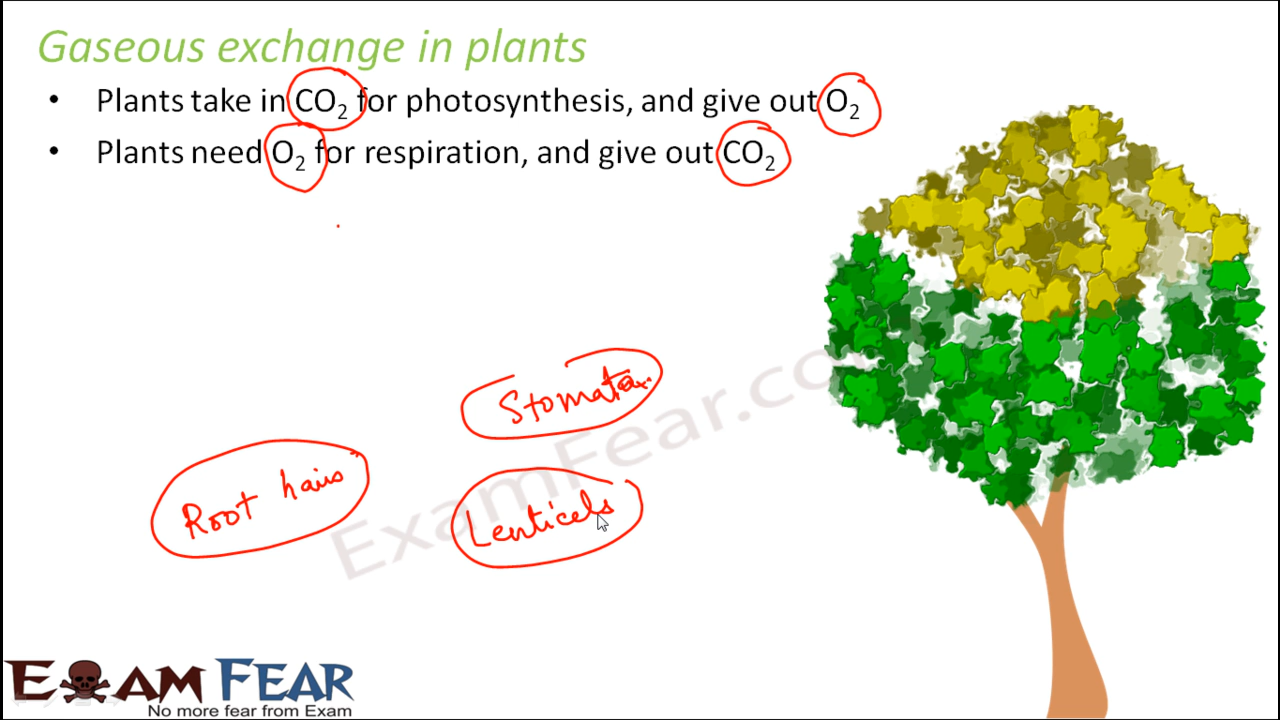 Gaseous exchange in plants
• Plants take in CO₂ for photosynthesis, and give out O₂
• Plants need O₂ for respiration, and give out CO₂
Stomata
Root hairs
Lenticels
ExamFear.com
EXAM FEAR
No more fear from Exam